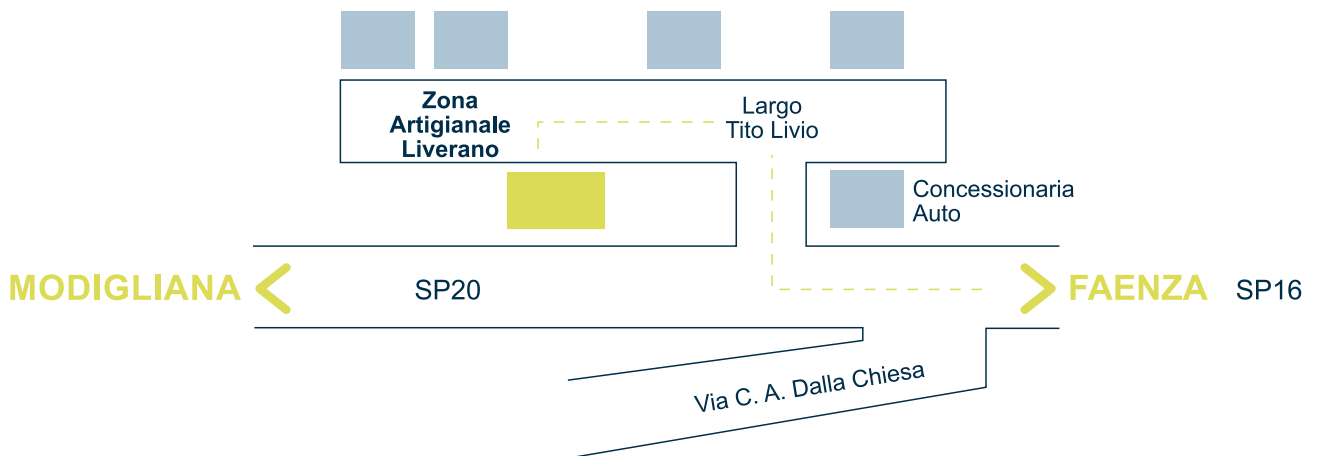 Zona
Artigianale
Liverano
Largo
Tito Livio
Concessionaria
Auto
MODIGLIANA
SP20
FAENZA
SP16
Via C. A. Dalla Chiesa